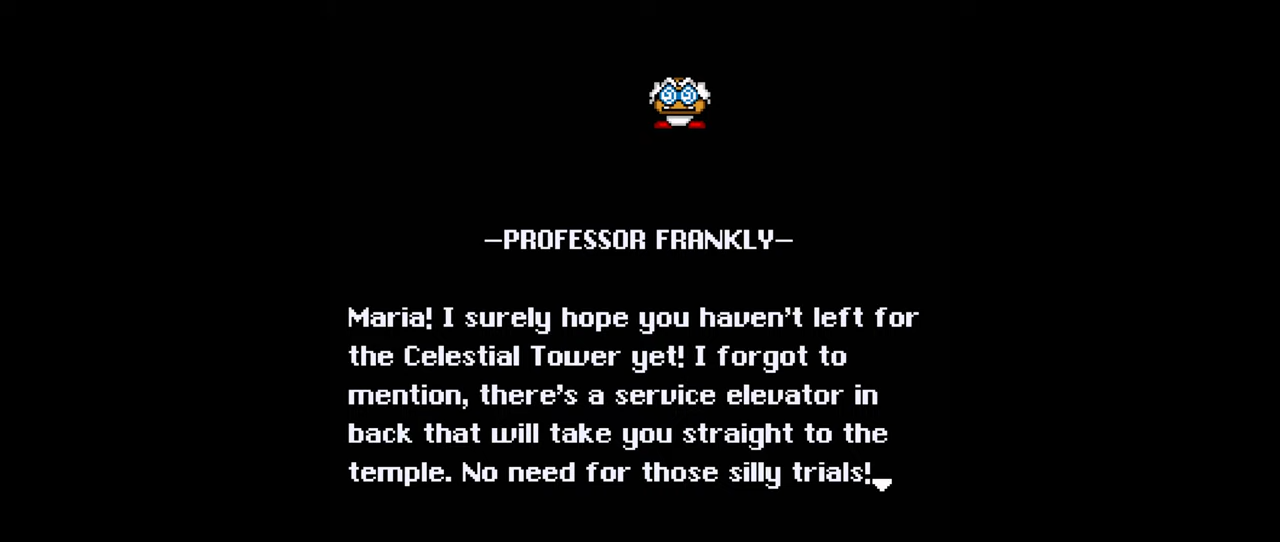 —PROFESSOR FRANKLY—
Maria! I surely hope you haven't left for
the Celestial Tower yet! I forgot to
mention, there's a service elevator in
back that will take you straight to the
temple. No need for those silly trials!